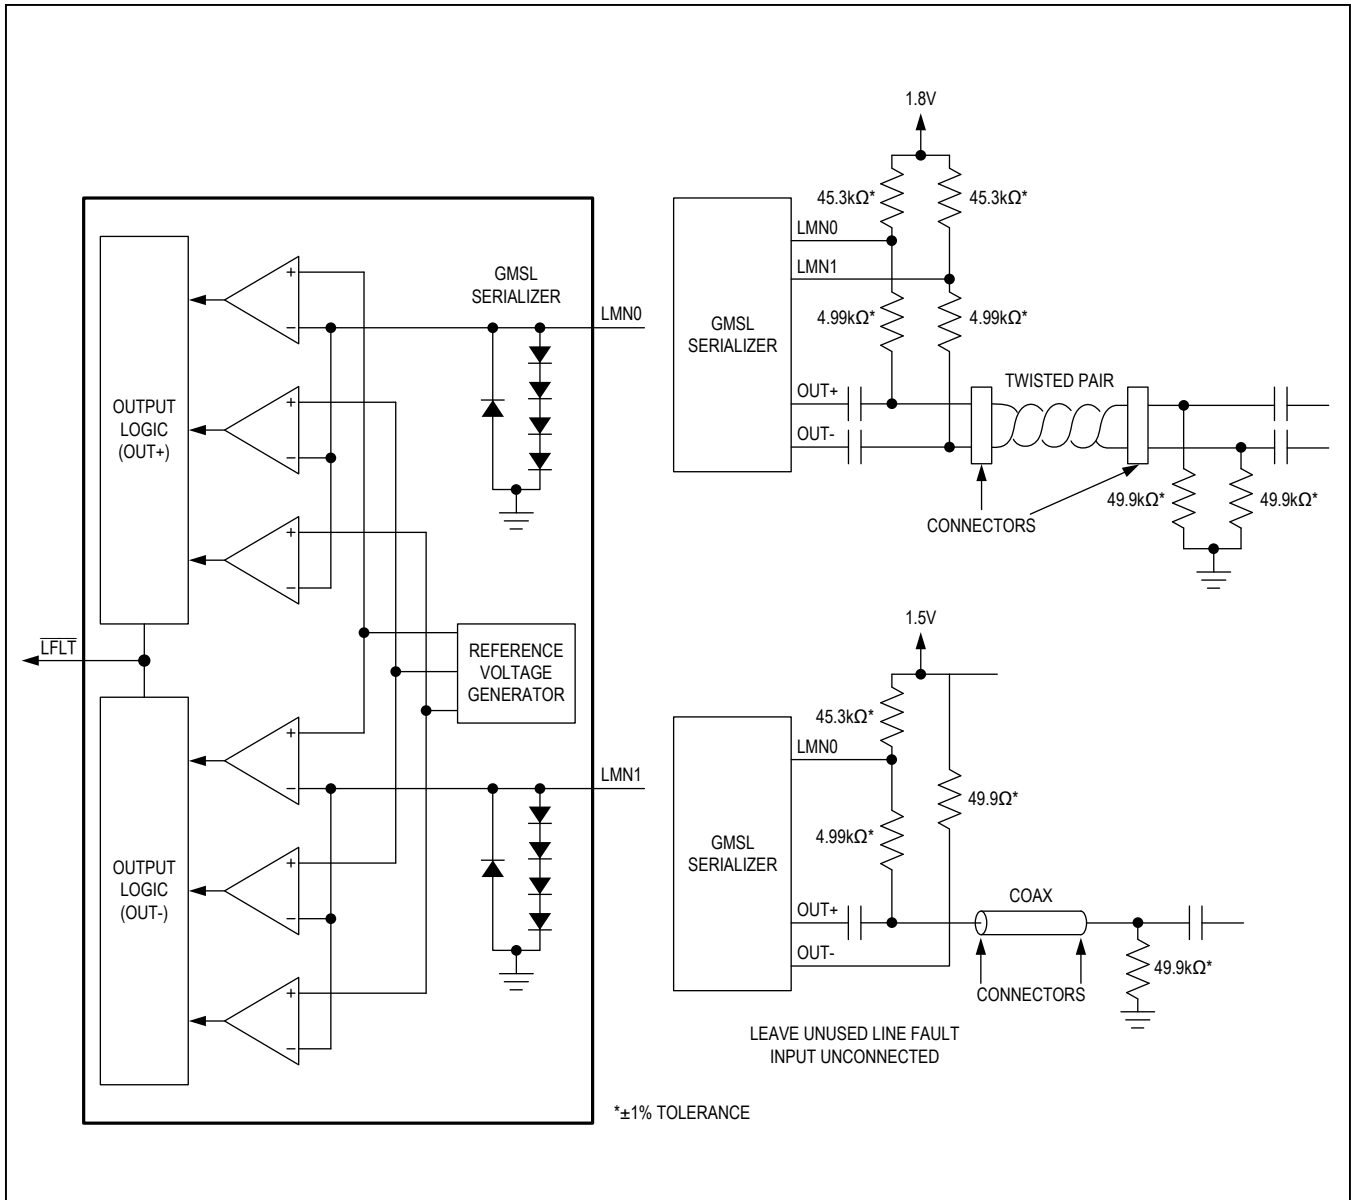 GMSL
SERIALIZER
LMN0
+
−
OUTPUT
LOGIC
(OUT+)
+
−
+
−
LFLT
REFERENCE
VOLTAGE
GENERATOR
+
−
LMN1
OUTPUT
LOGIC
(OUT-)
+
−
+
−
1.8V
45.3kΩ*
45.3kΩ*
LMN0
LMN1
4.99kΩ*
4.99kΩ*
GMSL
SERIALIZER
TWISTED PAIR
OUT+
OUT-
CONNECTORS
49.9kΩ*
49.9kΩ*
1.5V
45.3kΩ*
LMN0
49.9Ω*
4.99kΩ*
GMSL
SERIALIZER
COAX
OUT+
OUT-
CONNECTORS
49.9kΩ*
LEAVE UNUSED LINE FAULT
INPUT UNCONNECTED
*±1% TOLERANCE